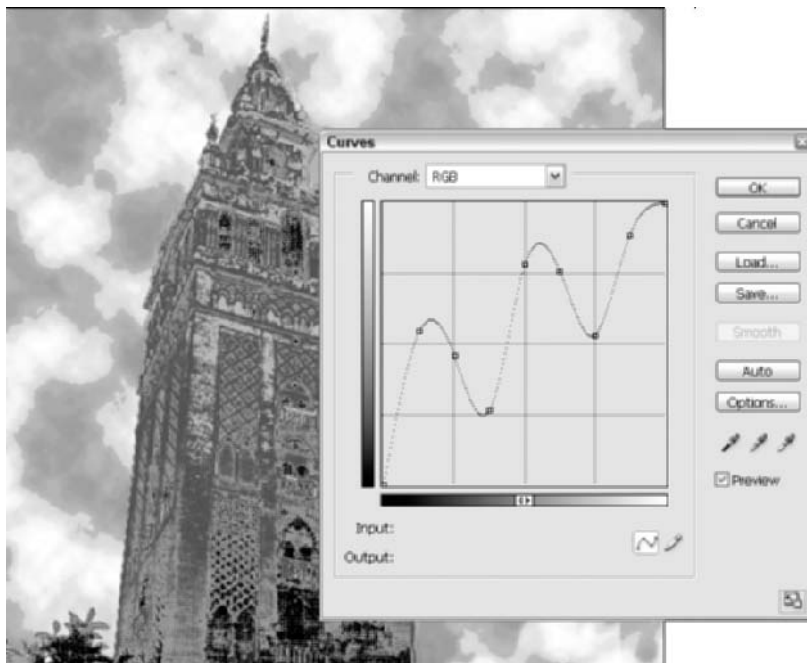 Curves
Channel: RGB
OK
Cancel
Load...
Save...
Smooth
Auto
Options...
Preview
Input:
Output: